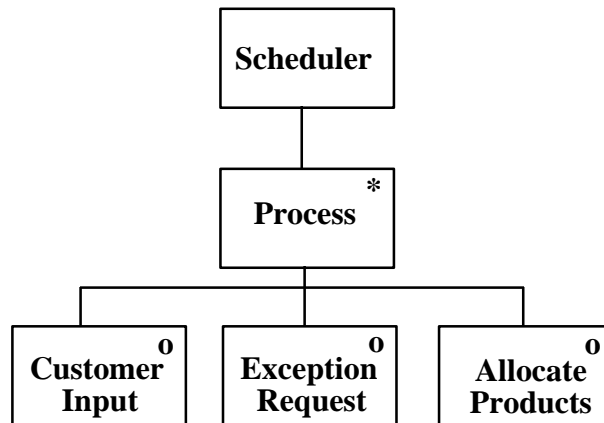 Scheduler
*
Process
o
Customer
Input
o
Exception
Request
o
Allocate
Products